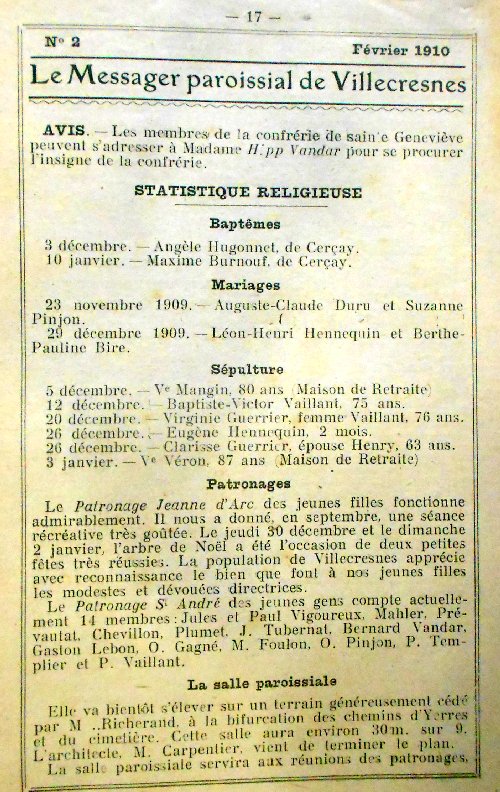 — 17 —
N° 2
Février 1910
Le Messager paroissial de Villecresnes
AVIS. — Les membres de la confrérie de sain'e Geneviève
peuvent s'adresser à Madame H.pp Vandar pour se procurer
l'insigne de la confrérie.
STATISTIQUE RELIGIEUSE
Baptêmes
3 décembre. — Angèle Hugonnet, de Cerçay.
10 janvier. — Maxime Burnouf, de Cerçay.
Mariages
23 novembre 1909. — Auguste-Claude Duru et Suzanne
Pinjon.
29 décembre 1909. — Léon-Henri Hennequin et Berthe-
Pauline Bire.
Sépulture
5 décembre. — Ve Mangin, 80 ans (Maison de Retraite)
12 décembre. — Baptiste-Victor Vaillant, 75 ans.
20 décembre. — Virginie Guerrier, femme Vaillant, 76 ans.
26 décembre. — Eugène Hennequin, 2 mois.
26 décembre. — Clarisse Guerrier, épouse Henry, 63 ans.
3 janvier. — Ve Véron, 87 ans (Maison de Retraite)
Patronages
Le Patronage Jeanne d'Arc des jeunes filles fonctionne
admirablement. Il nous a donné, en septembre, une séance
récréative très goûtée. Le jeudi 30 décembre et le dimanche
2 janvier, l'arbre de Noël a été l'occasion de deux petites
fêtes très réussies. La population de Villecresnes apprécie
avec reconnaissance le bien que font à nos jeunes filles
les modestes et dévouées directrices.
Le Patronage St André des jeunes gens compte actuelle-
ment 14 membres : Jules et Paul Vigoureux, Mahler, Pré-
vautat, Chevillon, Plumet, J. Tubernat, Bernard Vandar,
Gaston Lebon, O. Gagné, M. Foulon, O. Pinjon, P. Tem-
plier et P. Vaillant.
La salle paroissiale
Elle va bientôt s'élever sur un terrain généreusement cédé
par M. Richerand, à la bifurcation des chemins d'Yerres
et du cimetière. Cette salle aura environ 30m. sur 9.
L'architecte, M. Carpentier, vient de terminer le plan.
La salle paroissiale servira aux réunions des patronages,